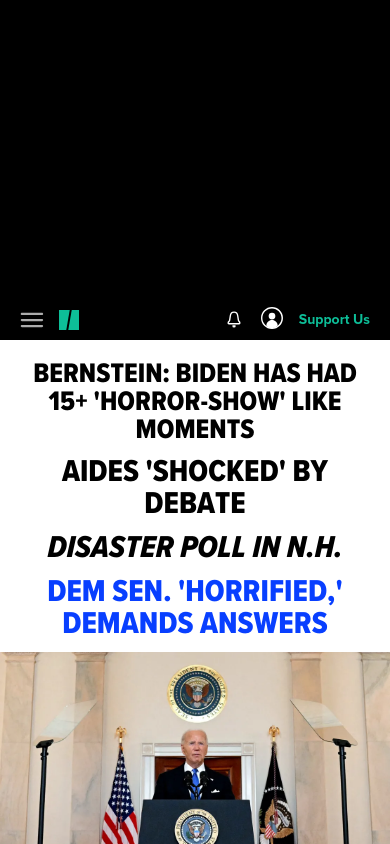 Support Us
BERNSTEIN: BIDEN HAS HAD
15+ 'HORROR-SHOW' LIKE
MOMENTS
AIDES 'SHOCKED' BY
DEBATE
DISASTER POLL IN N.H.
DEM SEN. 'HORRIFIED,'
DEMANDS ANSWERS